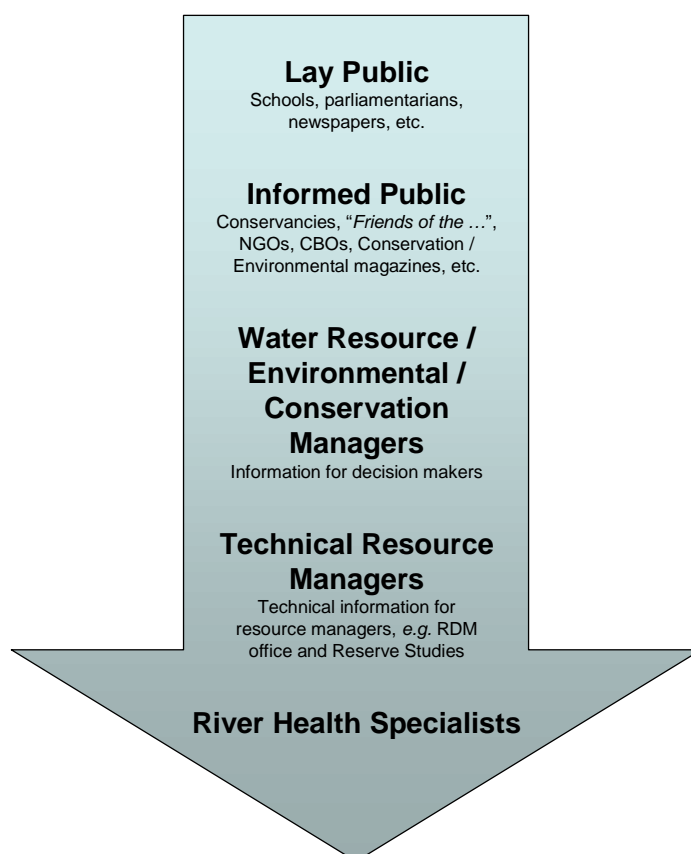 Lay Public
Schools, parliamentarians,
newspapers, etc.
Informed Public
Conservancies, “Friends of the …”,
NGOs, CBOs, Conservation /
Environmental magazines, etc.
Water Resource /
Environmental /
Conservation
Managers
Information for decision makers
Technical Resource
Managers
Technical information for
resource managers, e.g. RDM
office and Reserve Studies
River Health Specialists